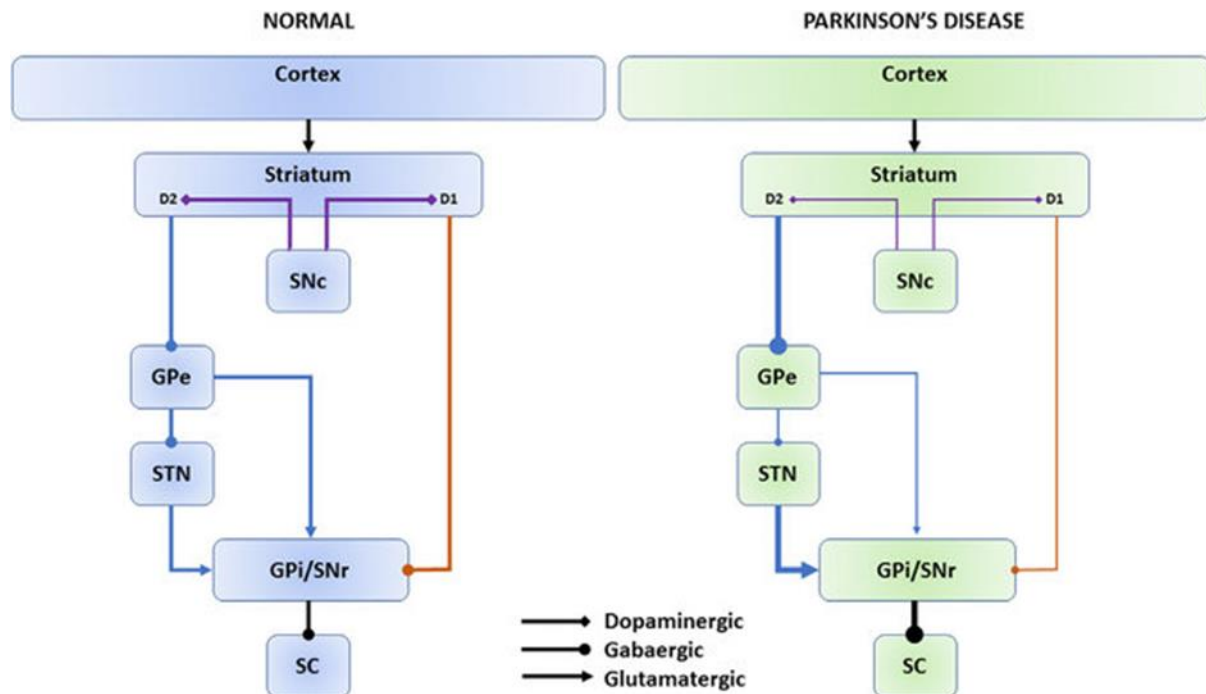 NORMAL
Cortex
Striatum
D2
D1
SNc
GPe
STN
GPi/SNr
SC
PARKINSON'S DISEASE
Cortex
Striatum
D2
D1
SNc
GPe
STN
GPi/SNr
SC
Dopaminergic
Gabaergic
Glutamatergic